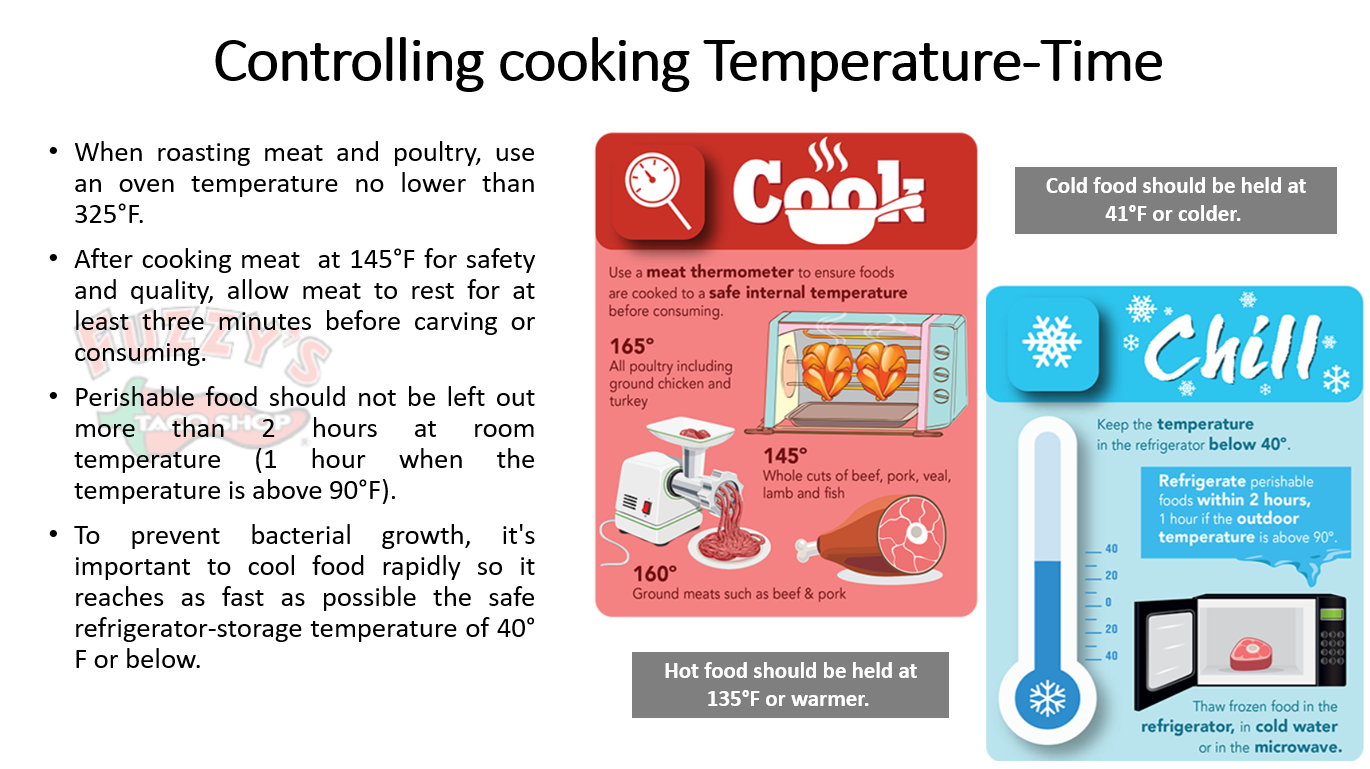 Controlling cooking Temperature-Time
• When roasting meat and poultry, use
an oven temperature no lower than
325°F.
• After cooking meat at 145°F for safety
and quality, allow meat to rest for at
least three minutes before carving or
consuming.
• Perishable food should not be left out
more than 2 hours at room
temperature (1 hour when the
temperature is above 90°F).
• To prevent bacterial growth, it's
important to cool food rapidly so it
reaches as fast as possible the safe
refrigerator-storage temperature of 40°
F or below.
FUZZY'S
TACO SHOP
®
Cook
Use a meat thermometer to ensure foods
are cooked to a safe internal temperature
before consuming.
165°
All poultry including
ground chicken and
turkey
145°
Whole cuts of beef, pork, veal,
lamb and fish
160°
Ground meats such as beef & pork
Hot food should be held at
135°F or warmer.
Cold food should be held at
41°F or colder.
Chill
Keep the temperature
in the refrigerator below 40°.
Refrigerate perishable
foods within 2 hours,
1 hour if the outdoor
temperature is above 90°.
40
20
0
20
40
Thaw frozen food in the
refrigerator, in cold water
or in the microwave.